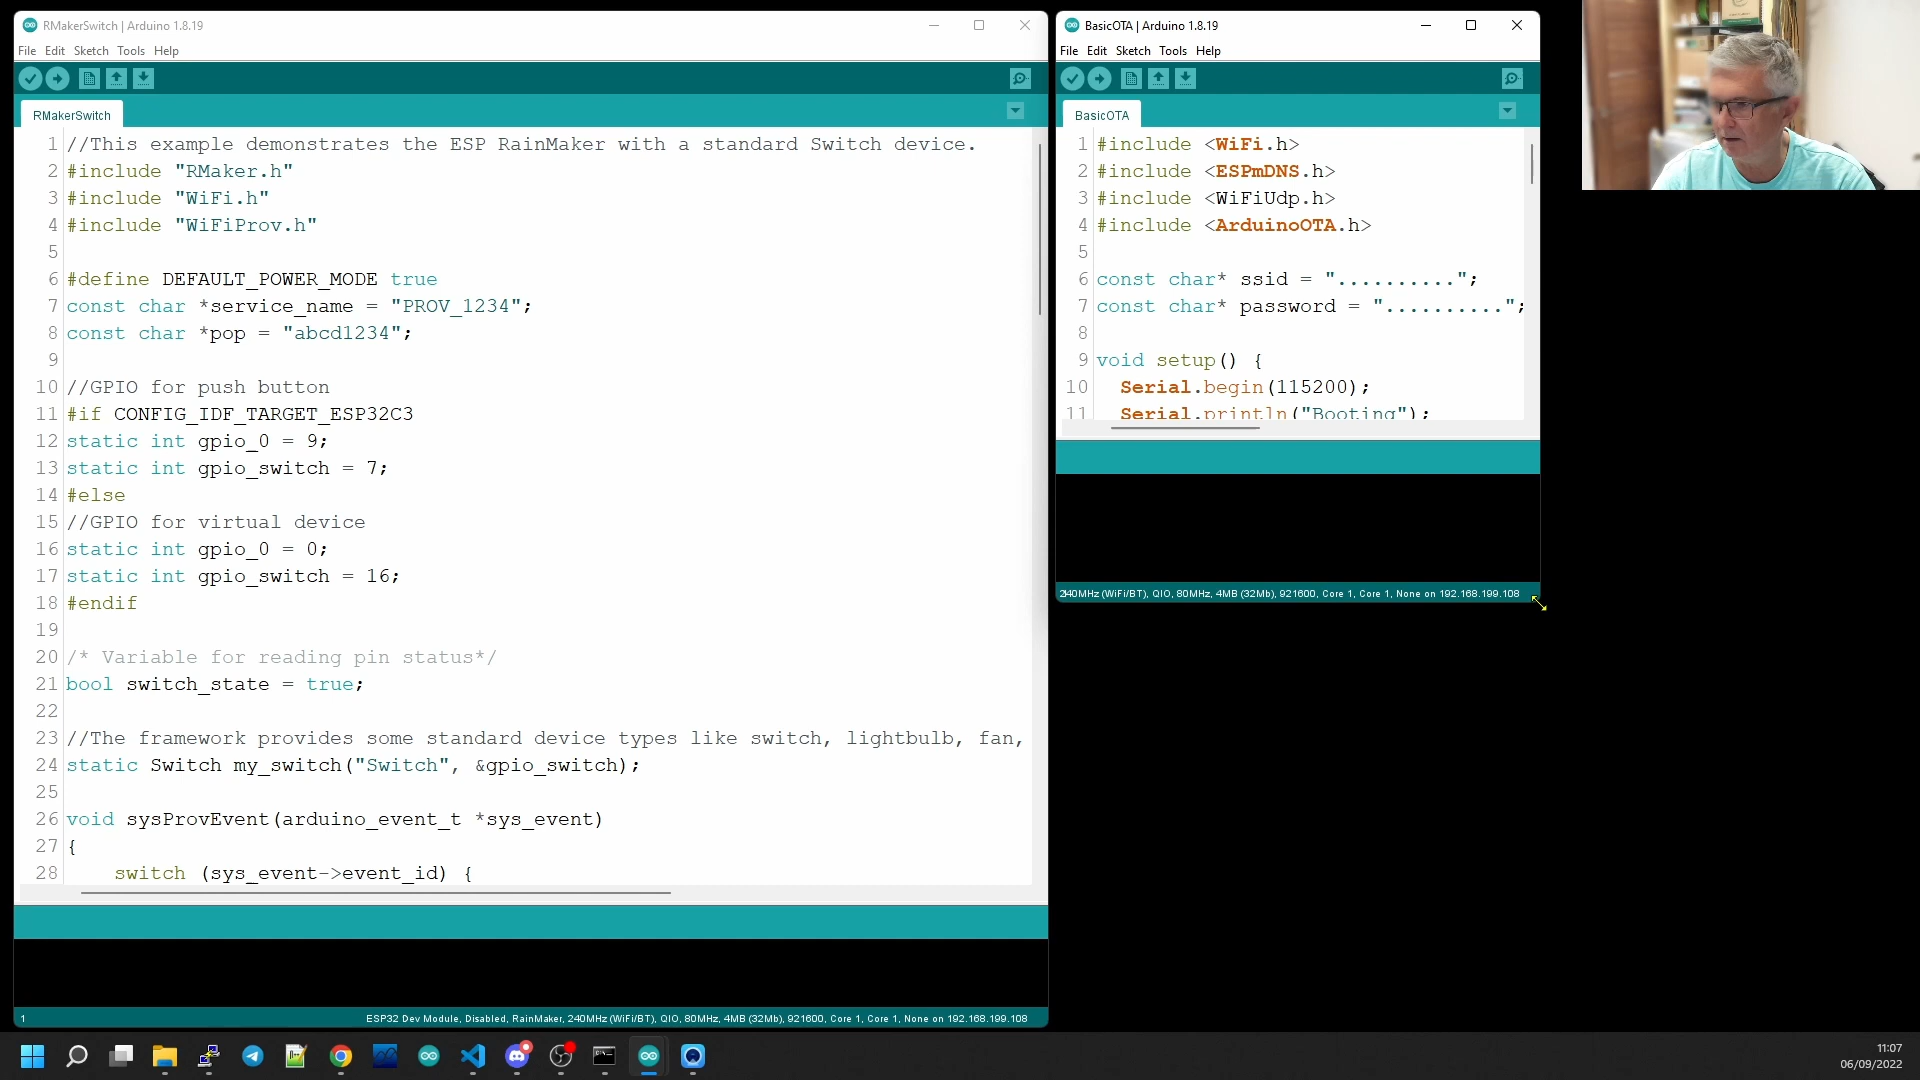 RMakerSwitch | Arduino 1.8.19
File Edit Sketch Tools Help
RMakerSwitch
1 //This example demonstrates the ESP RainMaker with a standard Switch device.
2 #include "RMaker.h"
3 #include "WiFi.h"
4 #include "WiFiProv.h"
5
6 #define DEFAULT_POWER_MODE true
7 const char *service_name = "PROV_1234";
8 const char *pop = "abcd1234";
9
10 //GPIO for push button
11 #if CONFIG_IDF_TARGET_ESP32C3
12 static int gpio_0 = 9;
13 static int gpio_switch = 7;
14 #else
15 //GPIO for virtual device
16 static int gpio_0 = 0;
17 static int gpio_switch = 16;
18 #endif
19
20 /* Variable for reading pin status*/
21 bool switch_state = true;
22
23 //The framework provides some standard device types like switch, lightbulb, fan,
24 static Switch my_switch("Switch", &gpio_switch);
25
26 void sysProvEvent(arduino_event_t *sys_event)
27 {
28     switch (sys_event->event_id) {
1 ESP32 Dev Module, Disabled, RainMaker, 240MHz (WiFi/BT), QIO, 80MHz, 4MB (32Mb), 921600, Core 1, Core 1, None on 192.168.199.108
BasicOTA | Arduino 1.8.19
File Edit Sketch Tools Help
BasicOTA
1 #include <WiFi.h>
2 #include <ESPmDNS.h>
3 #include <WiFiUdp.h>
4 #include <ArduinoOTA.h>
5
6 const char* ssid = "..........";
7 const char* password = "..........";
8
9 void setup() {
10   Serial.begin(115200);
11   Serial.println("Booting");
240MHz (WiFi/BT), QIO, 80MHz, 4MB (32Mb), 921600, Core 1, Core 1, None on 192.168.199.108
11:07
06/09/2022